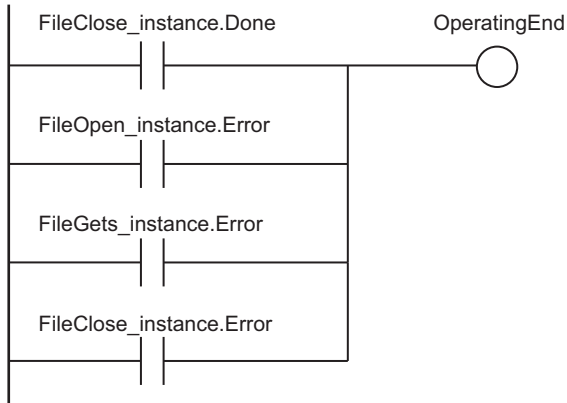 FileClose_instance.Done
OperatingEnd
FileOpen_instance.Error
FileGets_instance.Error
FileClose_instance.Error